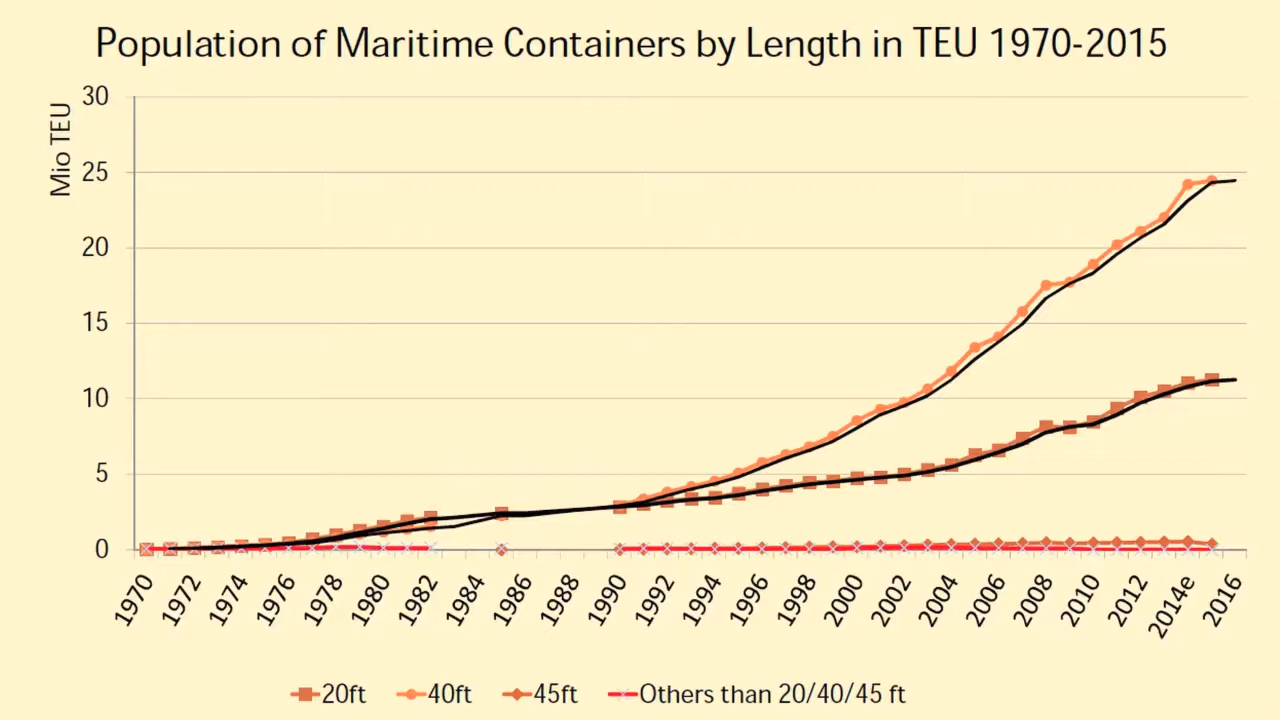 Population of Maritime Containers by Length in TEU 1970-2015
Mio TEU
30
25
20
15
10
5
0
1970 1972 1974 1976 1978 1980 1982 1984 1986 1988 1990 1992 1994 1996 1998 2000 2002 2004 2006 2008 2010 2012 2014e 2016
20ft 40ft 45ft Others than 20/40/45 ft